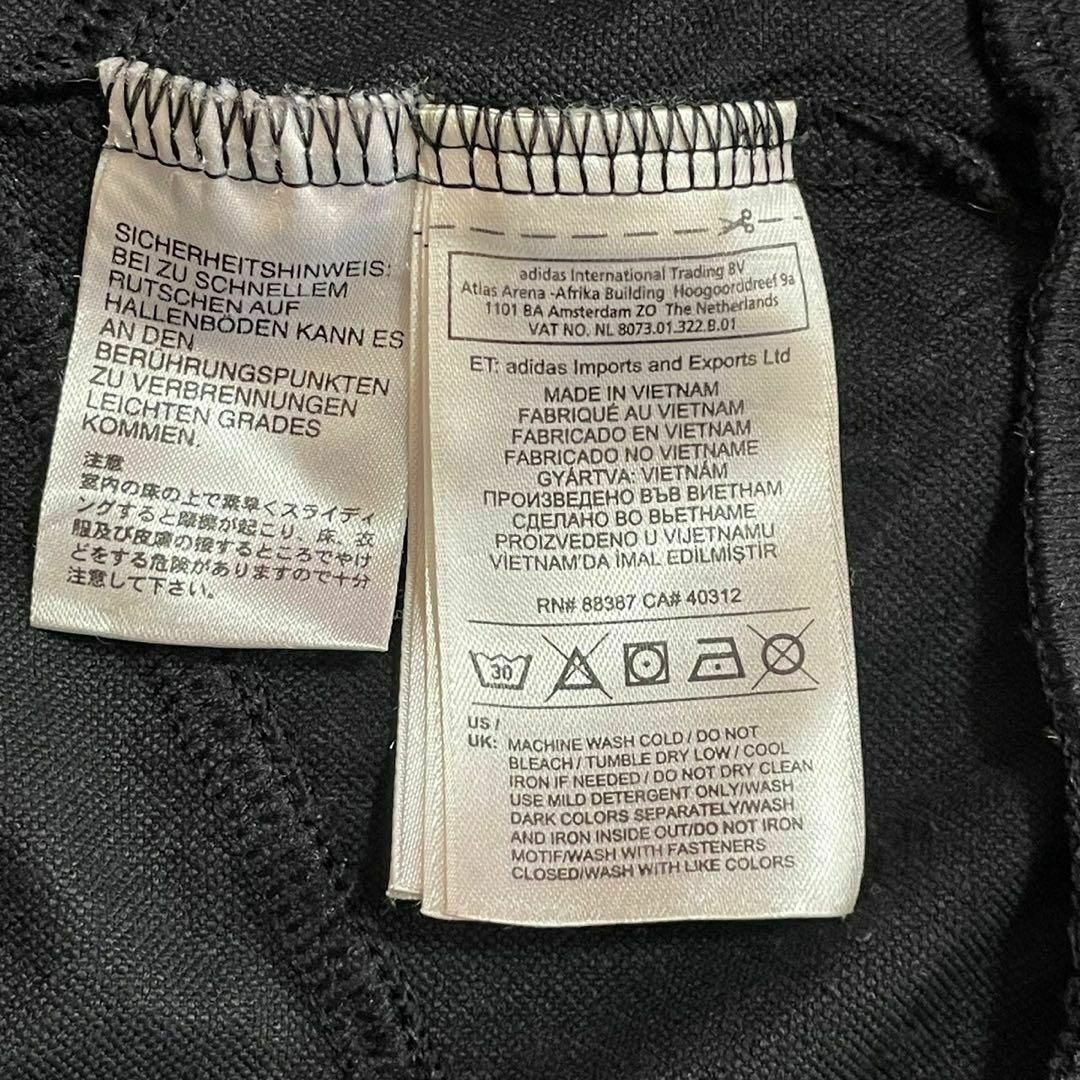 SICHERHEITSHINWEIS:
BEI ZU SCHNELLEM
RUTSCHEN AUF
HALLENBÖDEN KANN ES
AN DEN
BERÜHRUNGSPUNKTEN
ZU VERBRENNUNGEN
LEICHTEN GRADES
KOMMEN.
注意
室内の床の上で素早くスライディ
ングすると摩擦が起こり、床、衣
服及び皮膚の接するところでやけ
どをする危険がありますので十分
注意して下さい。
adidas International Trading BV
Atlas Arena -Afrika Building Hoogoorddreef 9a
1101 BA Amsterdam ZO The Netherlands
VAT NO. NL 8073.01.322.B.01
ET: adidas Imports and Exports Ltd
MADE IN VIETNAM
FABRIQUÉ AU VIETNAM
FABRICADO EN VIETNAM
FABRICADO NO VIETNAME
GYÁRTVA: VIETNÁM
ПРОИЗВЕДЕНО ВЪВ ВИЕТНАМ
СДЕЛАНО ВО ВЬЕТНАМЕ
PROIZVEDENO U VIJETNAMU
VIETNAM'DA İMAL EDİLMİŞTİR
RN# 88387 CA# 40312
30
US /
UK: MACHINE WASH COLD / DO NOT
BLEACH / TUMBLE DRY LOW / COOL
IRON IF NEEDED / DO NOT DRY CLEAN
USE MILD DETERGENT ONLY/WASH
DARK COLORS SEPARATELY/WASH
AND IRON INSIDE OUT/DO NOT IRON
MOTIF/WASH WITH FASTENERS
CLOSED/WASH WITH LIKE COLORS